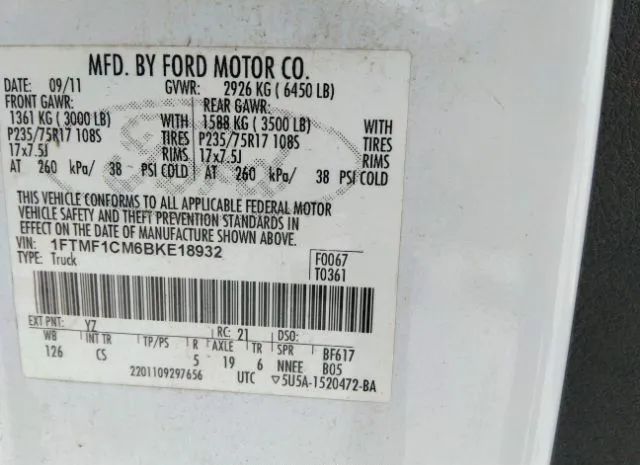 MFD. BY FORD MOTOR CO.
DATE: 09/11 GVWR: 2926 KG ( 6450 LB)
FRONT GAWR: REAR GAWR:
1361 KG ( 3000 LB) WITH 1588 KG ( 3500 LB) WITH
P235/75R17 108S TIRES P235/75R17 108S TIRES
17x7.5J RIMS 17x7.5J RIMS
AT 260 kPa/ 38 PSI COLD AT 260 kPa/ 38 PSI COLD
THIS VEHICLE CONFORMS TO ALL APPLICABLE FEDERAL MOTOR
VEHICLE SAFETY AND THEFT PREVENTION STANDARDS IN
EFFECT ON THE DATE OF MANUFACTURE SHOWN ABOVE.
VIN: 1FTMF1CM6BKE18932 F0067
TYPE: Truck T0361
EXT PNT: YZ RC: 21 DSO:
WB INT TR TP/PS R AXLE TR SPR BF617
126 CS 5 19 6 NNEE B05
2201109297656 UTC ▽5U5A-1520472-BA